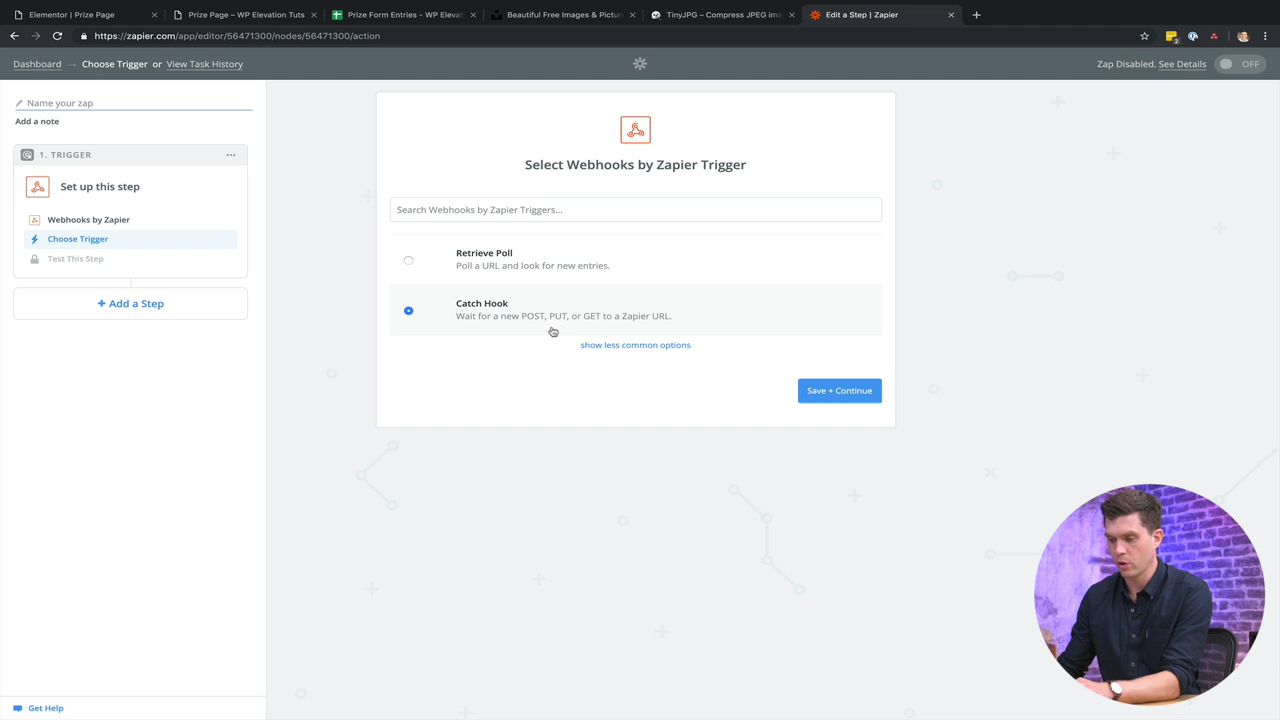 Elementor | Prize Page
Prize Page – WP Elevation Tuts
Prize Form Entries – WP Elevat
Beautiful Free Images & Pictur
TinyJPG – Compress JPEG ima
Edit a Step | Zapier
https://zapier.com/app/editor/56471300/nodes/56471300/action
2
Dashboard → Choose Trigger or View Task History
Zap Disabled. See Details OFF
Name your zap
Add a note
1. TRIGGER
Set up this step
Webhooks by Zapier
Choose Trigger
Test This Step
+ Add a Step
Select Webhooks by Zapier Trigger
Search Webhooks by Zapier Triggers...
Retrieve Poll
Poll a URL and look for new entries.
Catch Hook
Wait for a new POST, PUT, or GET to a Zapier URL.
show less common options
Save + Continue
Get Help